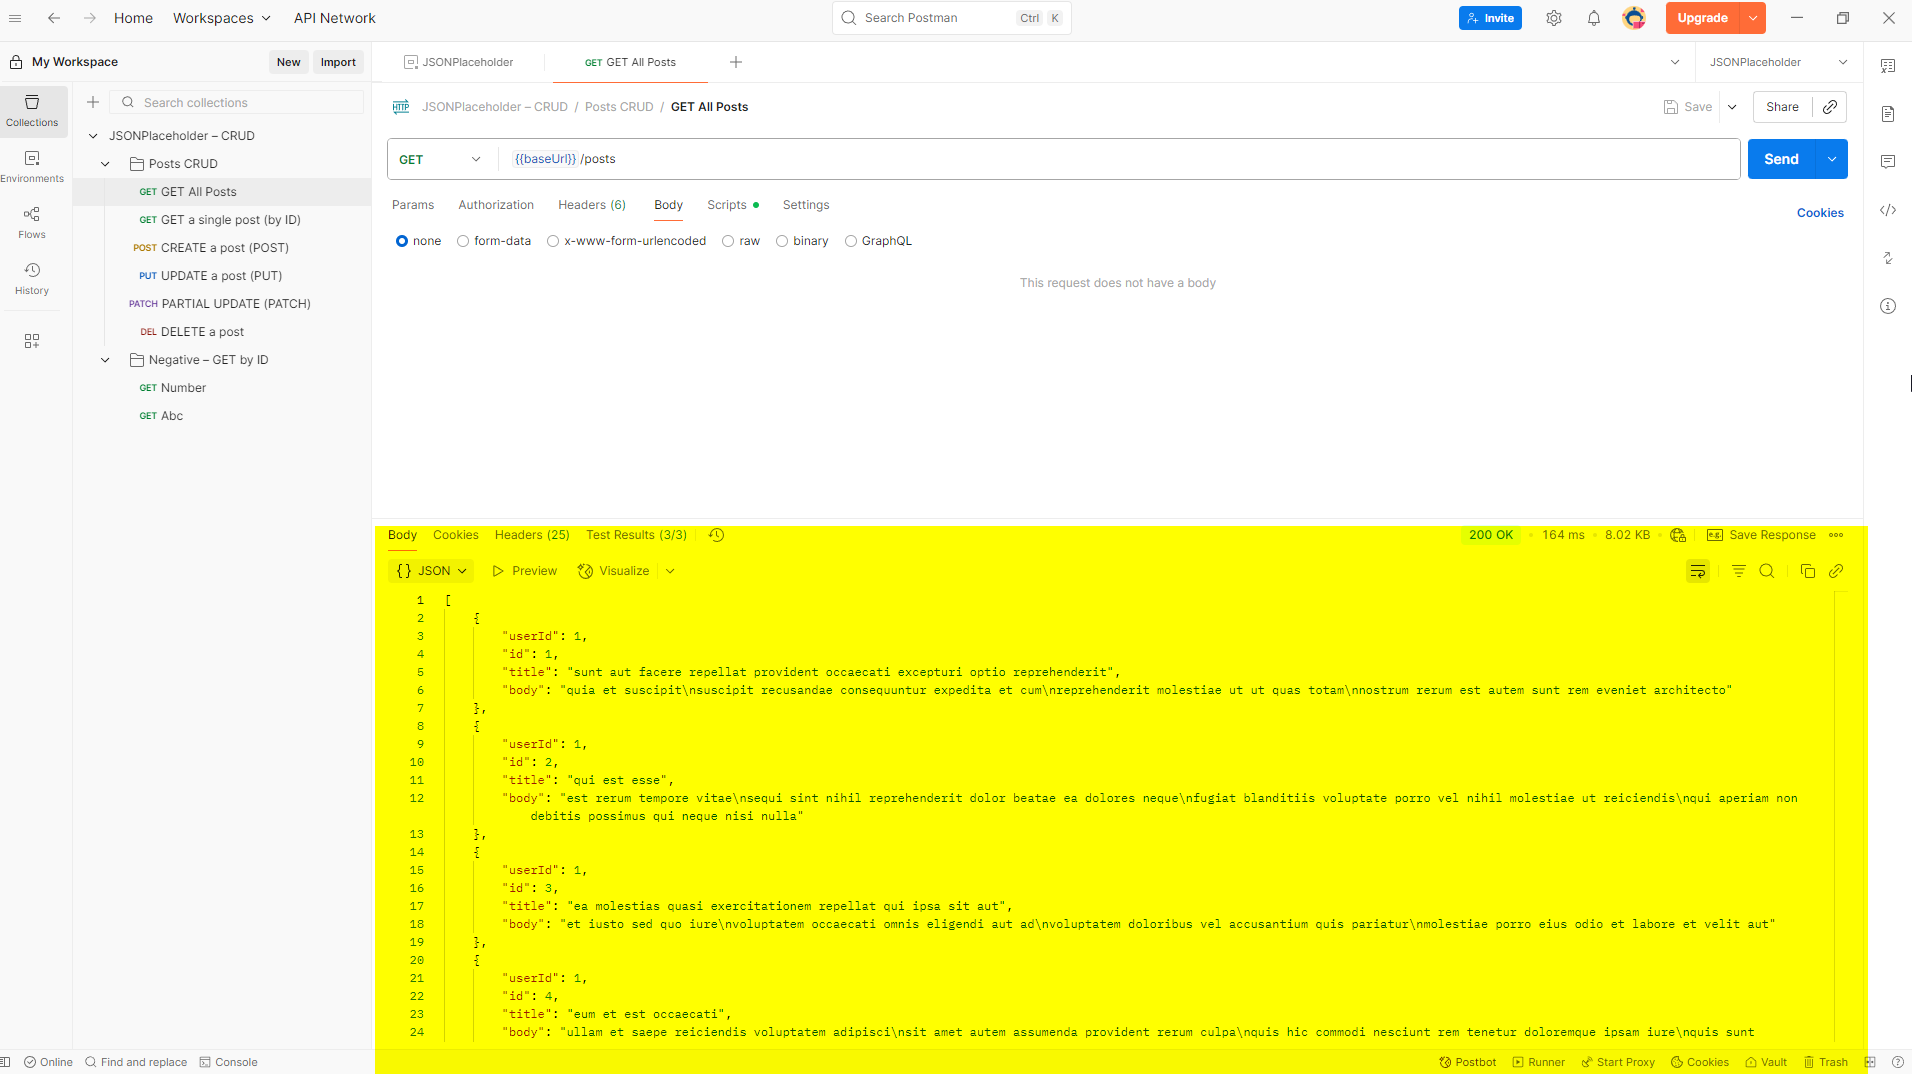 Home Workspaces API Network Search Postman Ctrl K Invite Upgrade
My Workspace New Import JSONPlaceholder GET GET All Posts JSONPlaceholder
Search collections
Collections
Environments
Flows
History
JSONPlaceholder – CRUD
Posts CRUD
GET GET All Posts
GET GET a single post (by ID)
POST CREATE a post (POST)
PUT UPDATE a post (PUT)
PATCH PARTIAL UPDATE (PATCH)
DEL DELETE a post
Negative – GET by ID
GET Number
GET Abc
HTTP JSONPlaceholder – CRUD / Posts CRUD / GET All Posts Save Share
GET {{baseUrl}} /posts Send
Params Authorization Headers (6) Body Scripts Settings Cookies
none form-data x-www-form-urlencoded raw binary GraphQL
This request does not have a body
Body Cookies Headers (25) Test Results (3/3) 200 OK • 164 ms • 8.02 KB • e.g. Save Response
{} JSON Preview Visualize
1 [
2 {
3 "userId": 1,
4 "id": 1,
5 "title": "sunt aut facere repellat provident occaecati excepturi optio reprehenderit",
6 "body": "quia et suscipit\nsuscipit recusandae consequuntur expedita et cum\nreprehenderit molestiae ut ut quas totam\nnostrum rerum est autem sunt rem eveniet architecto"
7 },
8 {
9 "userId": 1,
10 "id": 2,
11 "title": "qui est esse",
12 "body": "est rerum tempore vitae\nsequi sint nihil reprehenderit dolor beatae ea dolores neque\nfugiat blanditiis voluptate porro vel nihil molestiae ut reiciendis\nqui aperiam non
debitis possimus qui neque nisi nulla"
13 },
14 {
15 "userId": 1,
16 "id": 3,
17 "title": "ea molestias quasi exercitationem repellat qui ipsa sit aut",
18 "body": "et iusto sed quo iure\nvoluptatem occaecati omnis eligendi aut ad\nvoluptatem doloribus vel accusantium quis pariatur\nmolestiae porro eius odio et labore et velit aut"
19 },
20 {
21 "userId": 1,
22 "id": 4,
23 "title": "eum et est occaecati",
24 "body": "ullam et saepe reiciendis voluptatem adipisci\nsit amet autem assumenda provident rerum culpa\nquis hic commodi nesciunt rem tenetur doloremque ipsam iure\nquis sunt
Online Find and replace Console Postbot Runner Start Proxy Cookies Vault Trash